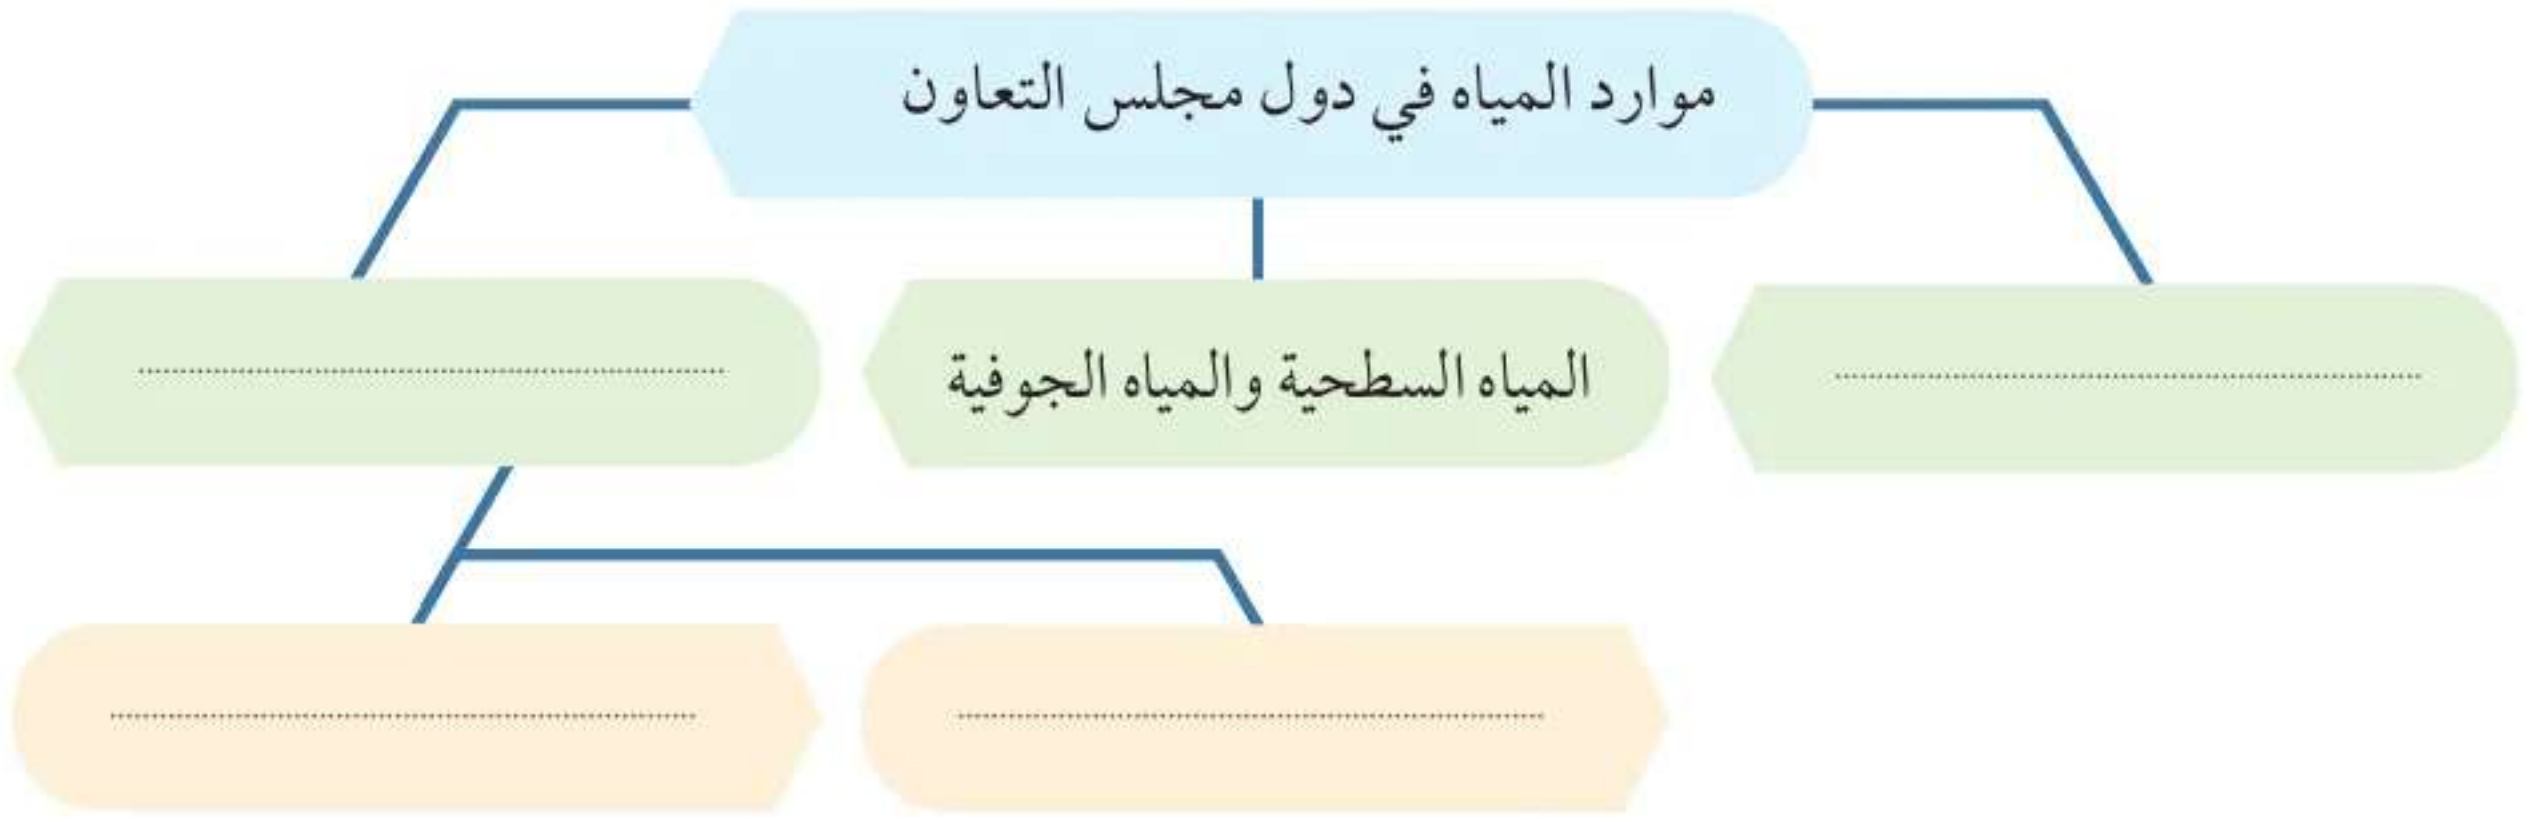 موارد المياه في دول مجلس التعاون
المياه السطحية والمياه الجوفية